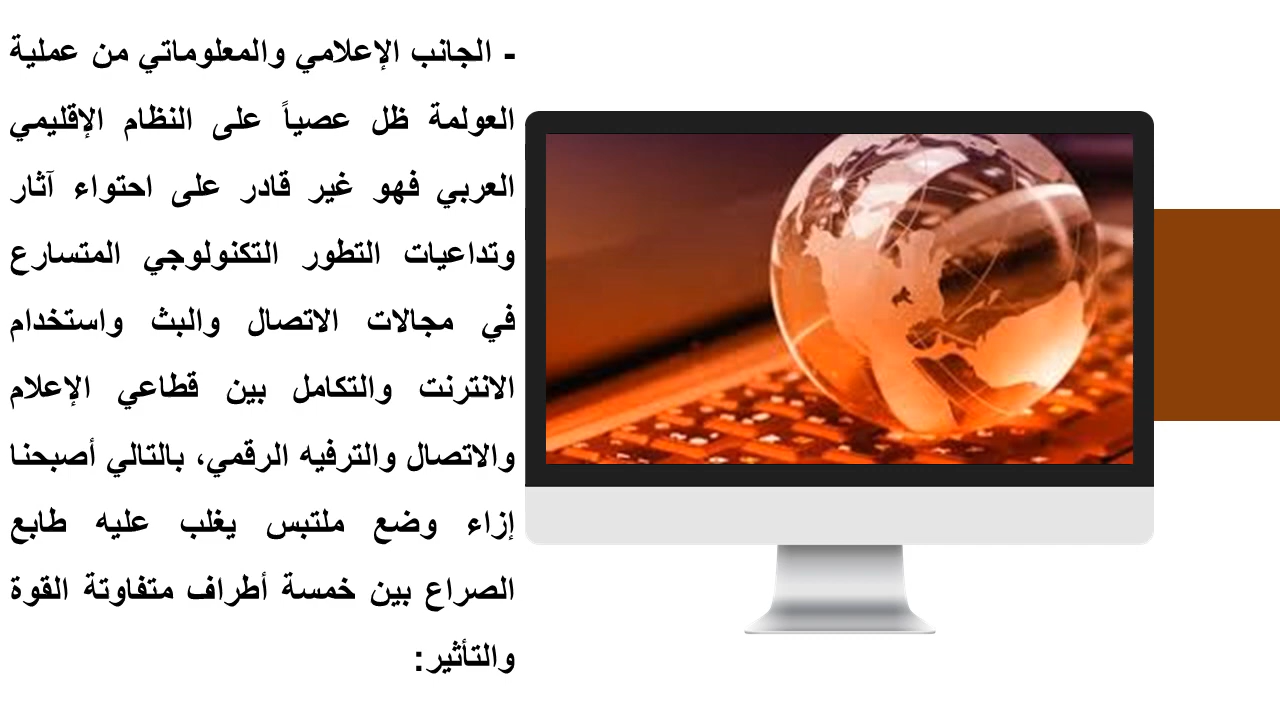 - الجانب الإعلامي والمعلوماتي من عملية
العولمة ظل عصياً على النظام الإقليمي
العربي فهو غير قادر على احتواء آثار
وتداعيات التطور التكنولوجي المتسارع
في مجالات الاتصال والبث واستخدام
الانترنت والتكامل بين قطاعي الإعلام
والاتصال والترفيه الرقمي، بالتالي أصبحنا
إزاء وضع ملتبس يغلب عليه طابع
الصراع بين خمسة أطراف متفاوتة القوة
والتأثير: